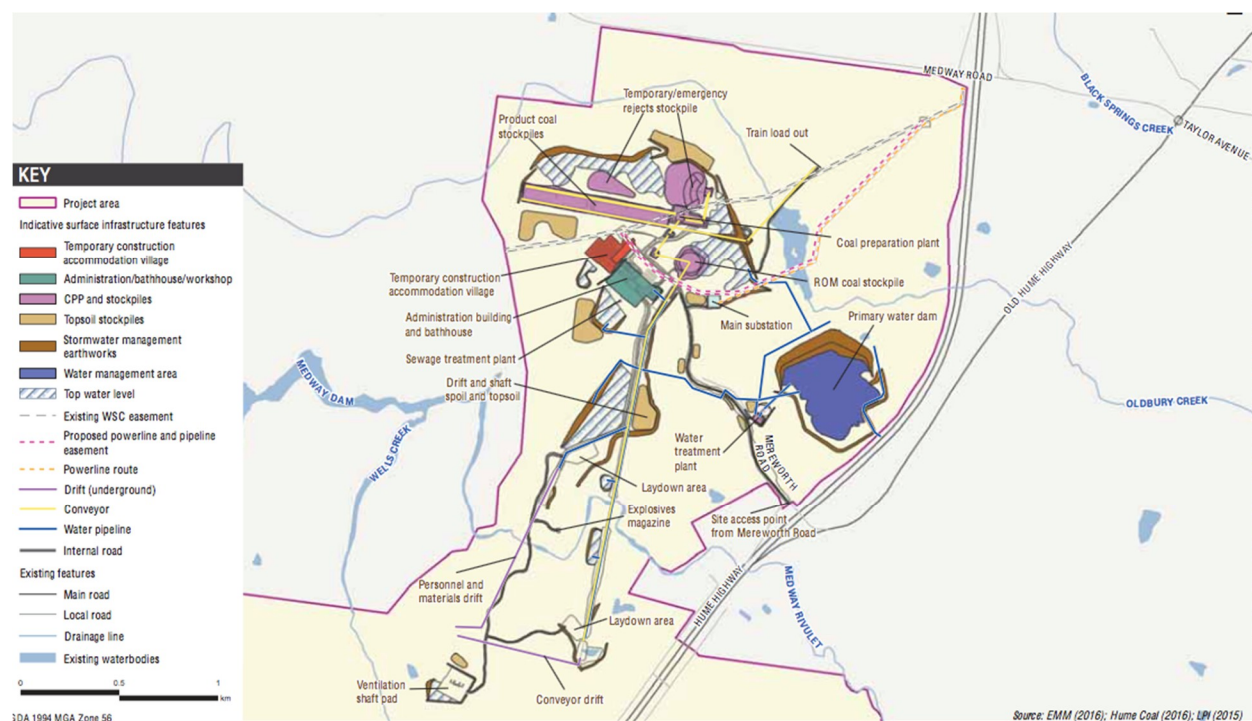 KEY
Project area
Indicative surface infrastructure features
Temporary construction
accommodation village
Administration/bathhouse/workshop
CPP and stockpiles
Topsoil stockpiles
Stormwater management
earthworks
Water management area
Top water level
Existing WSC easement
Proposed powerline and pipeline
easement
Powerline route
Drift (underground)
Conveyor
Water pipeline
Internal road
Existing features
Main road
Local road
Drainage line
Existing waterbodies
0 0.5 1
km
GDA 1994 MGA Zone 56
MEDWAY ROAD
BLACK SPRINGS CREEK
TAYLOR AVENUE
Temporary/emergency
rejects stockpile
Product coal
stockpiles
Train load out
Coal preparation plant
OLD HUME HIGHWAY
Temporary construction
accommodation village
ROM coal stockpile
Administration building
and bathhouse
Main substation
Primary water dam
Sewage treatment plant
MEDWAY DAM
Drift and shaft
spoil and topsoil
OLDBURY CREEK
WELLS CREEK
Water
treatment
plant
MEREWORTH
ROAD
Laydown area
Explosives
magazine
Site access point
from Mereworth Road
Personnel and
materials drift
HUME HIGHWAY
MEDWAY RIVULET
Laydown area
Ventilation
shaft pad
Conveyor drift
Source: EMM (2016); Hume Coal (2016); LPI (2015)